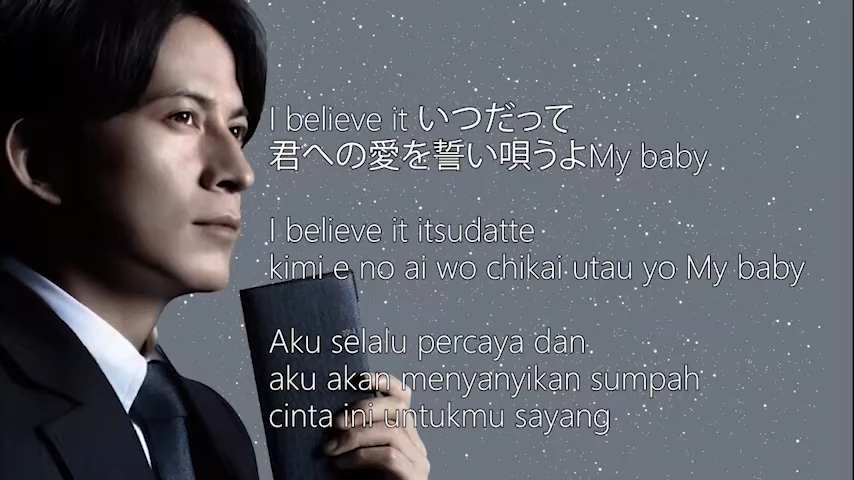 I believe it いつだって
君への愛を誓い唄うよMy baby
I believe it itsudatte
kimi e no ai wo chikai utau yo My baby
Aku selalu percaya dan
aku akan menyanyikan sumpah
cinta ini untukmu sayang